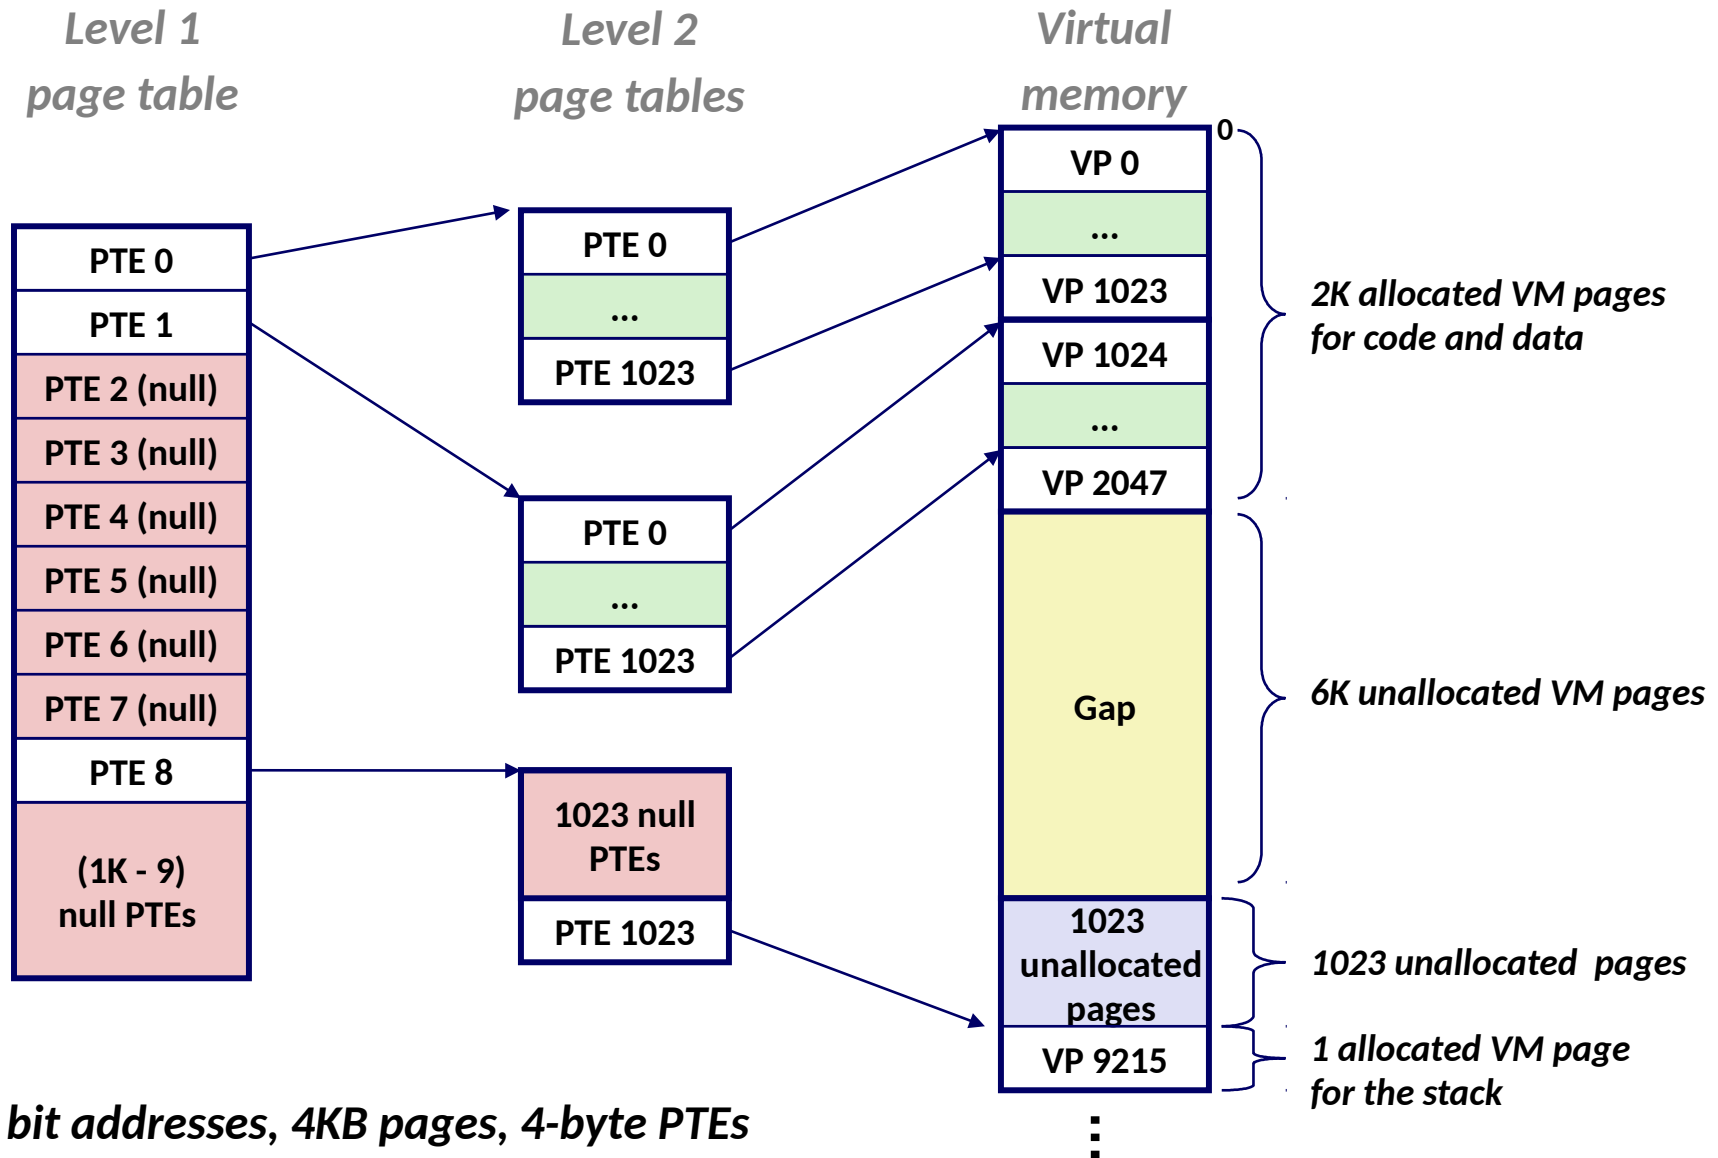 Level 1
page table
Level 2
page tables
Virtual
memory
PTE 0
PTE 1
PTE 2 (null)
PTE 3 (null)
PTE 4 (null)
PTE 5 (null)
PTE 6 (null)
PTE 7 (null)
PTE 8
(1K - 9)
null PTEs
PTE 0
...
PTE 1023
PTE 0
...
PTE 1023
1023 null
PTEs
PTE 1023
0
VP 0
...
VP 1023
VP 1024
...
VP 2047
Gap
1023
unallocated
pages
VP 9215
2K allocated VM pages
for code and data
6K unallocated VM pages
1023 unallocated  pages
1 allocated VM page
for the stack
bit addresses, 4KB pages, 4-byte PTEs